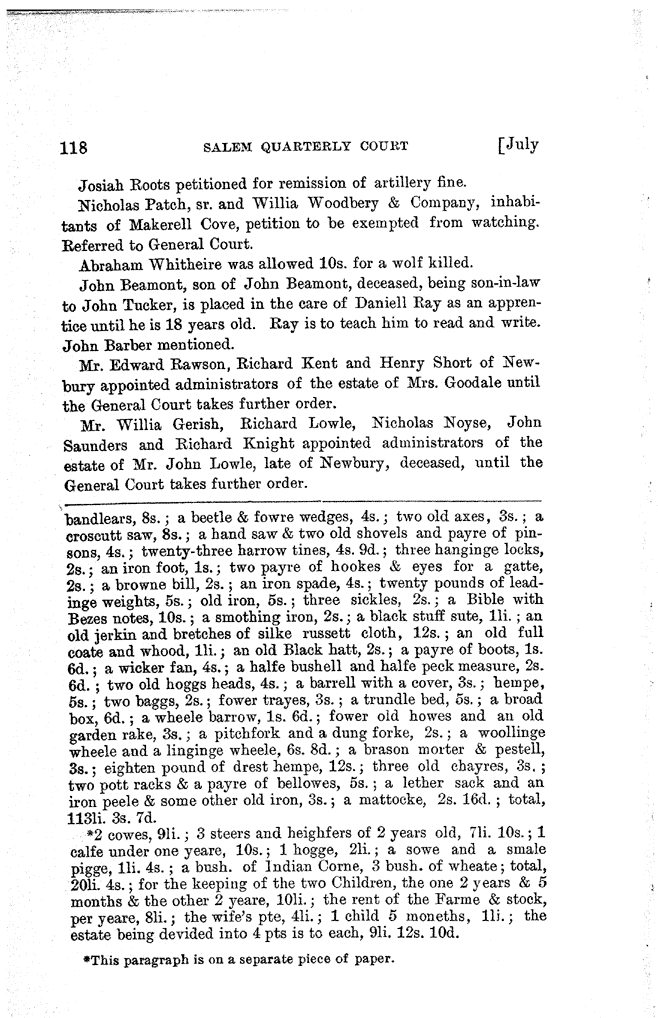 118 SALEM QUARTERLY COURT [July
Josiah Roots petitioned for remission of artillery fine.
Nicholas Patch, sr. and Willia Woodbery & Company, inhabi-
tants of Makerell Cove, petition to be exempted from watching.
Referred to General Court.
Abraham Whitheire was allowed 10s. for a wolf killed.
John Beamont, son of John Beamont, deceased, being son-in-law
to John Tucker, is placed in the care of Daniell Ray as an appren-
tice until he is 18 years old. Ray is to teach him to read and write.
John Barber mentioned.
Mr. Edward Rawson, Richard Kent and Henry Short of New-
bury appointed administrators of the estate of Mrs. Goodale until
the General Court takes further order.
Mr. Willia Gerish, Richard Lowle, Nicholas Noyse, John
Saunders and Richard Knight appointed administrators of the
estate of Mr. John Lowle, late of Newbury, deceased, until the
General Court takes further order.
bandlears, 8s.; a beetle & fowre wedges, 4s.; two old axes, 3s.; a
croscutt saw, 8s.; a hand saw & two old shovels and payre of pin-
sons, 4s.; twenty-three harrow tines, 4s. 9d.; three hanginge locks,
2s.; an iron foot, 1s.; two payre of hookes & eyes for a gatte,
2s.; a browne bill, 2s.; an iron spade, 4s.; twenty pounds of lead-
inge weights, 5s.; old iron, 5s.; three sickles, 2s.; a Bible with
Bezes notes, 10s.; a smothing iron, 2s.; a black stuff sute, 1li.; an
old jerkin and bretches of silke russett cloth, 12s.; an old full
coate and whood, 1li.; an old Black hatt, 2s.; a payre of boots, 1s.
6d.; a wicker fan, 4s.; a halfe bushell and halfe peck measure, 2s.
6d.; two old hoggs heads, 4s.; a barrell with a cover, 3s.; hempe,
5s.; two baggs, 2s.; fower trayes, 3s.; a trundle bed, 5s.; a broad
box, 6d.; a wheele barrow, 1s. 6d.; fower old howes and an old
garden rake, 3s.; a pitchfork and a dung forke, 2s.; a woollinge
wheele and a linginge wheele, 6s. 8d.; a brason morter & pestell,
3s.; eighten pound of drest hempe, 12s.; three old chayres, 3s.;
two pott racks & a payre of bellowes, 5s.; a lether sack and an
iron peele & some other old iron, 3s.; a mattocke, 2s. 16d.; total,
113li. 3s. 7d.
*2 cowes, 9li.; 3 steers and heighfers of 2 years old, 7li. 10s.; 1
calfe under one yeare, 10s.; 1 hogge, 2li.; a sowe and a smale
pigge, 1li. 4s.; a bush. of Indian Corne, 3 bush. of wheate; total,
20li. 4s.; for the keeping of the two Children, the one 2 years & 5
months & the other 2 yeare, 10li.; the rent of the Farme & stock,
per yeare, 8li.; the wife's pte, 4li.; 1 child 5 moneths, 1li.; the
estate being devided into 4 pts is to each, 9li. 12s. 10d.
*This paragraph is on a separate piece of paper.